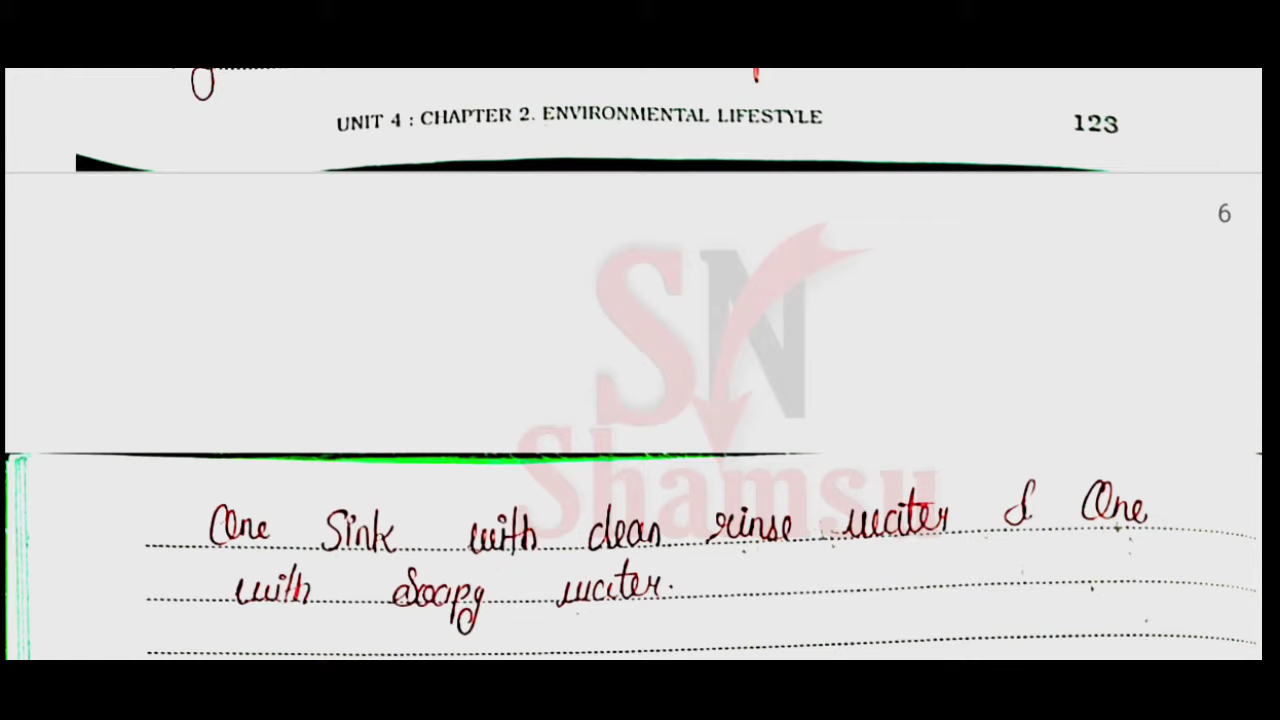 UNIT 4 : CHAPTER 2. ENVIRONMENTAL LIFESTYLE 123
6
SN
Shamsu
One Sink with clean rinse water & One
with Soapy water.